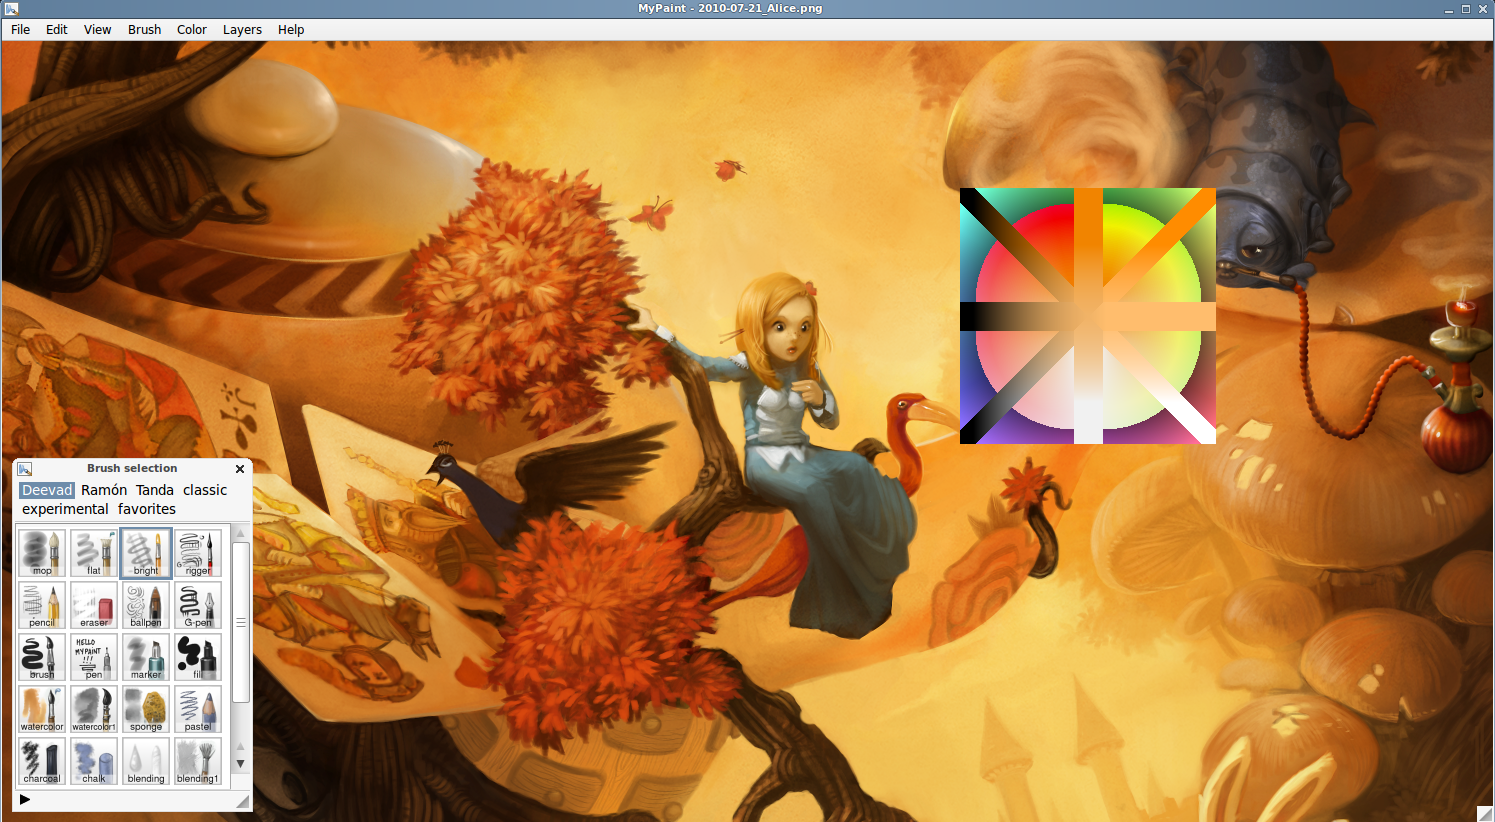 MyPaint - 2010-07-21_Alice.png
File Edit View Brush Color Layers Help
Brush selection
Deevad Ramón Tanda classic
experimental favorites
mop flat bright rigger
pencil eraser ballpen G-pen
HELLO
MYPAINT
!!!
brush pen marker fill
watercolor watercolor1 sponge pastel
charcoal chalk blending blending1